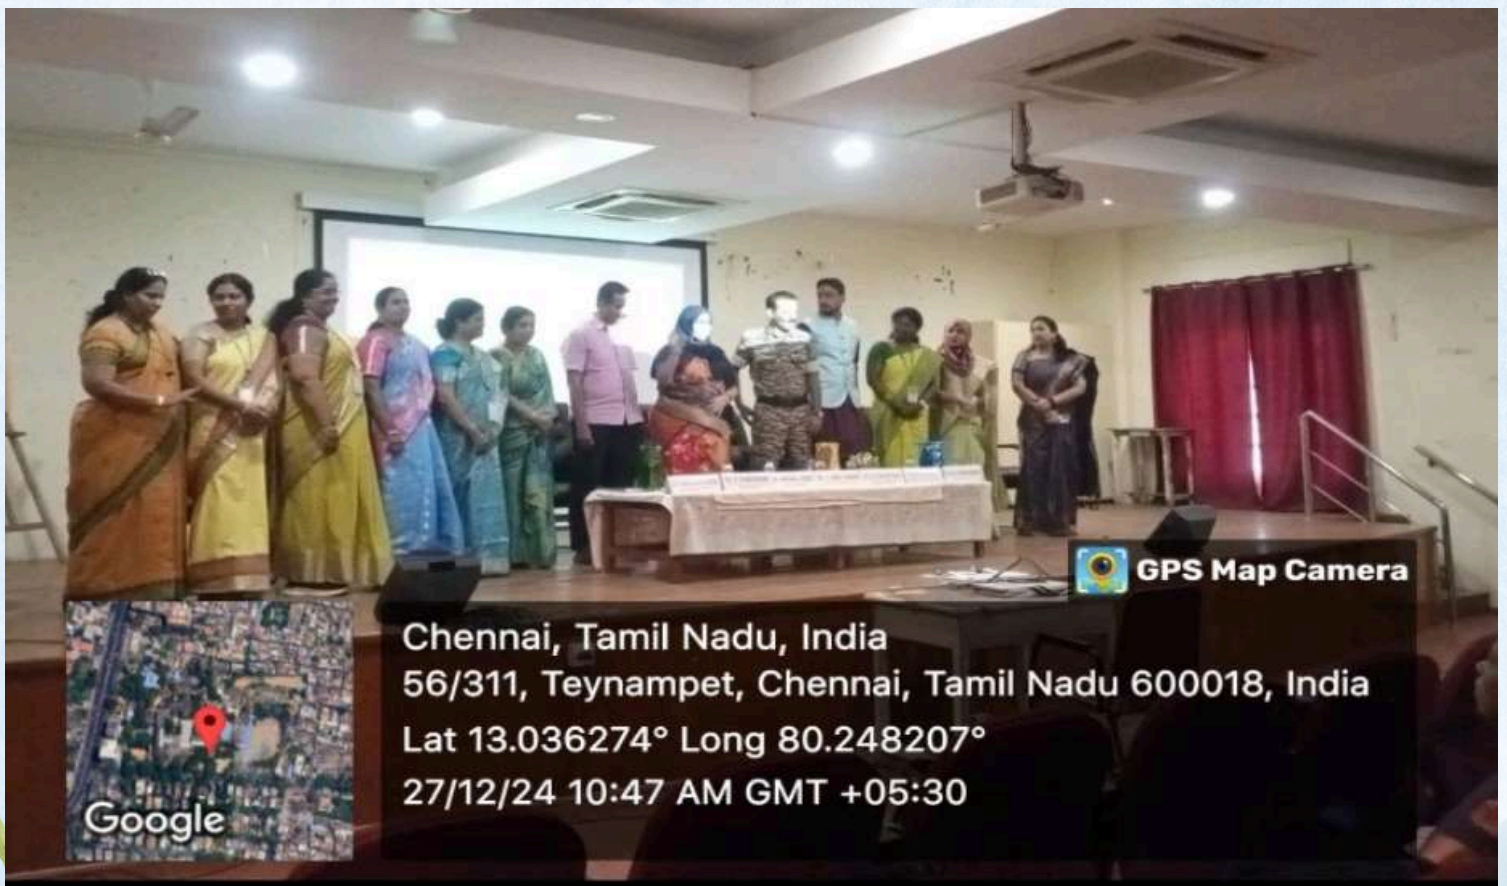 GPS Map Camera
Chennai, Tamil Nadu, India
56/311, Teynampet, Chennai, Tamil Nadu 600018, India
Lat 13.036274° Long 80.248207°
27/12/24 10:47 AM GMT +05:30
Google